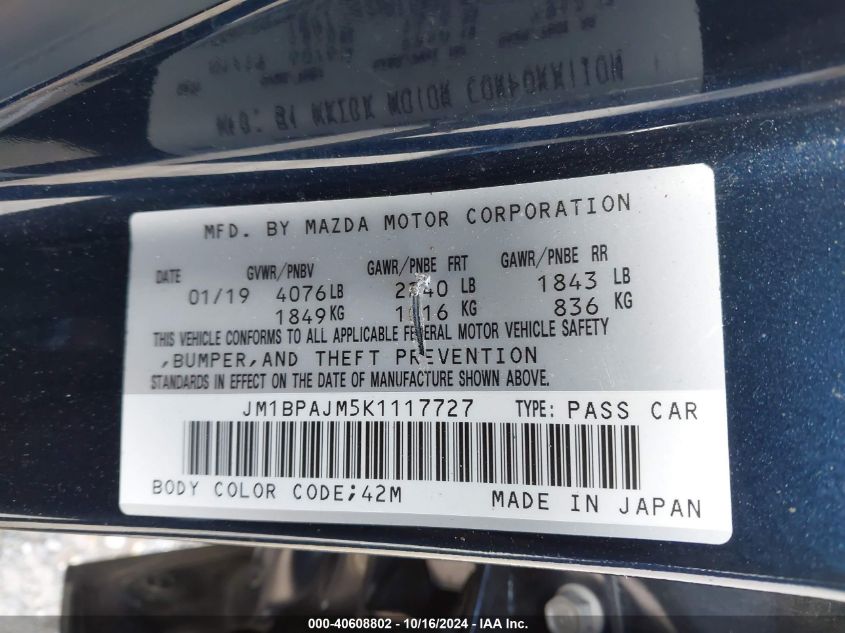 MFD. BY MAZDA MOTOR CORPORATION
DATE GVWR/PNBV GAWR/PNBE FRT GAWR/PNBE RR
01/19 4076LB LB 1843 LB
1849KG KG 836 KG
THIS VEHICLE CONFORMS TO ALL APPLICABLE FEDERAL MOTOR VEHICLE SAFETY
,BUMPER,AND THEFT PREVENTION
STANDARDS IN EFFECT ON THE DATE OF MANUFACTURE SHOWN ABOVE.
JM1BPAJM5K1117727 TYPE: PASS CAR
BODY COLOR CODE;42M MADE IN JAPAN
000-40608802 - 10/16/2024 - IAA Inc.